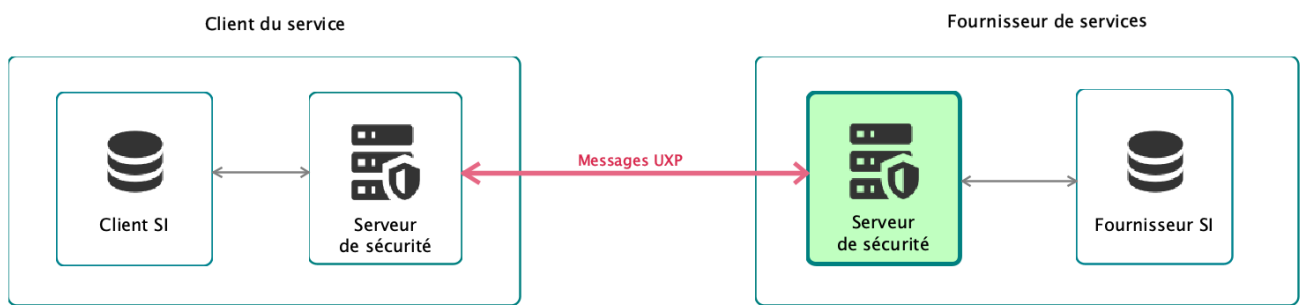 Client du service
Fournisseur de services
Messages UXP
Client SI
Serveur
de sécurité
Serveur
de sécurité
Fournisseur SI